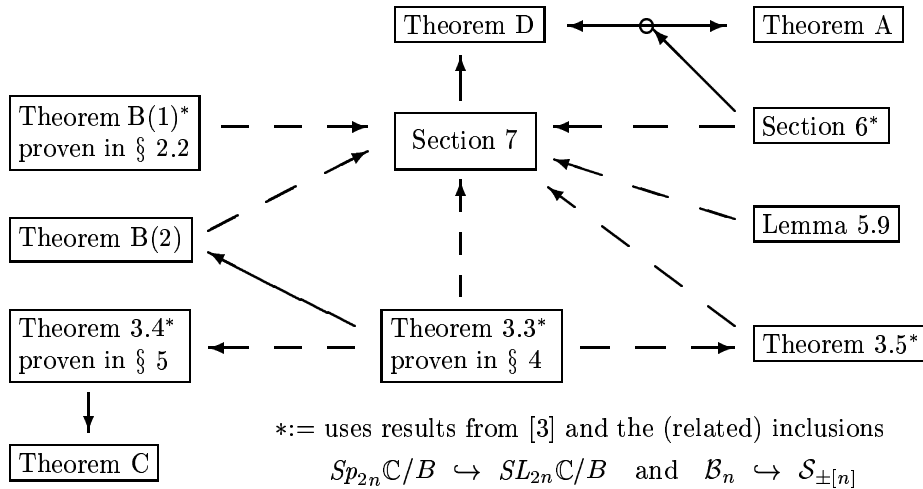 Theorem D
Theorem A
Theorem B(1)*
proven in § 2.2
Section 7
Section 6*
Theorem B(2)
Lemma 5.9
Theorem 3.4*
proven in § 5
Theorem 3.3*
proven in § 4
Theorem 3.5*
Theorem C
*:= uses results from [3] and the (related) inclusions
Sp₂ₙℂ/B ↪ SL₂ₙℂ/B and ℬₙ ↪ 𝒮±[n]